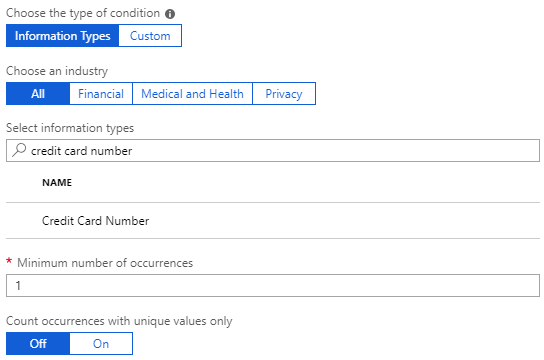 Choose the type of condition
Information Types Custom
Choose an industry
All Financial Medical and Health Privacy
Select information types
credit card number
NAME
Credit Card Number
* Minimum number of occurrences
1
Count occurrences with unique values only
Off On